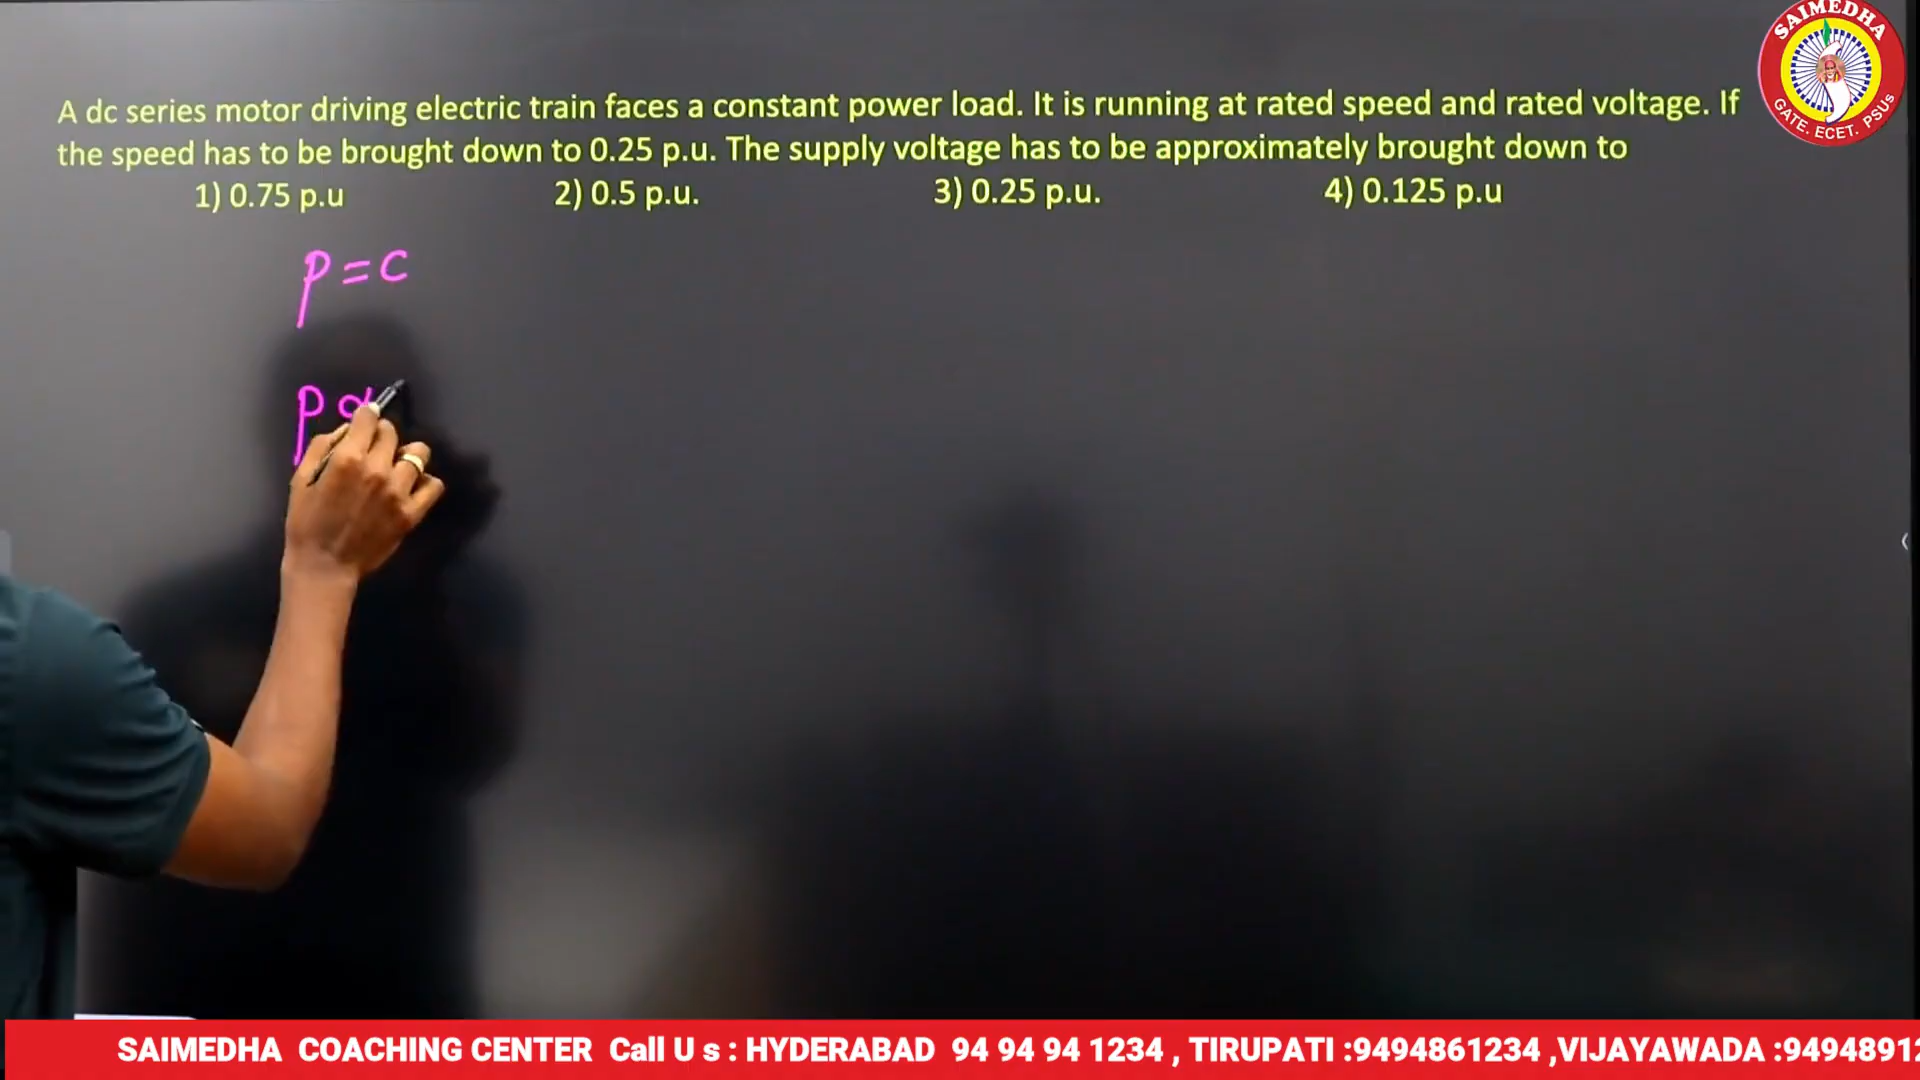 SAIMEDHA
GATE. ECET. PSUs
A dc series motor driving electric train faces a constant power load. It is running at rated speed and rated voltage. If
the speed has to be brought down to 0.25 p.u. The supply voltage has to be approximately brought down to
1) 0.75 p.u 2) 0.5 p.u. 3) 0.25 p.u. 4) 0.125 p.u
P = C
P α
SAIMEDHA COACHING CENTER Call U s : HYDERABAD 94 94 94 1234 , TIRUPATI :9494861234 ,VIJAYAWADA :94948912